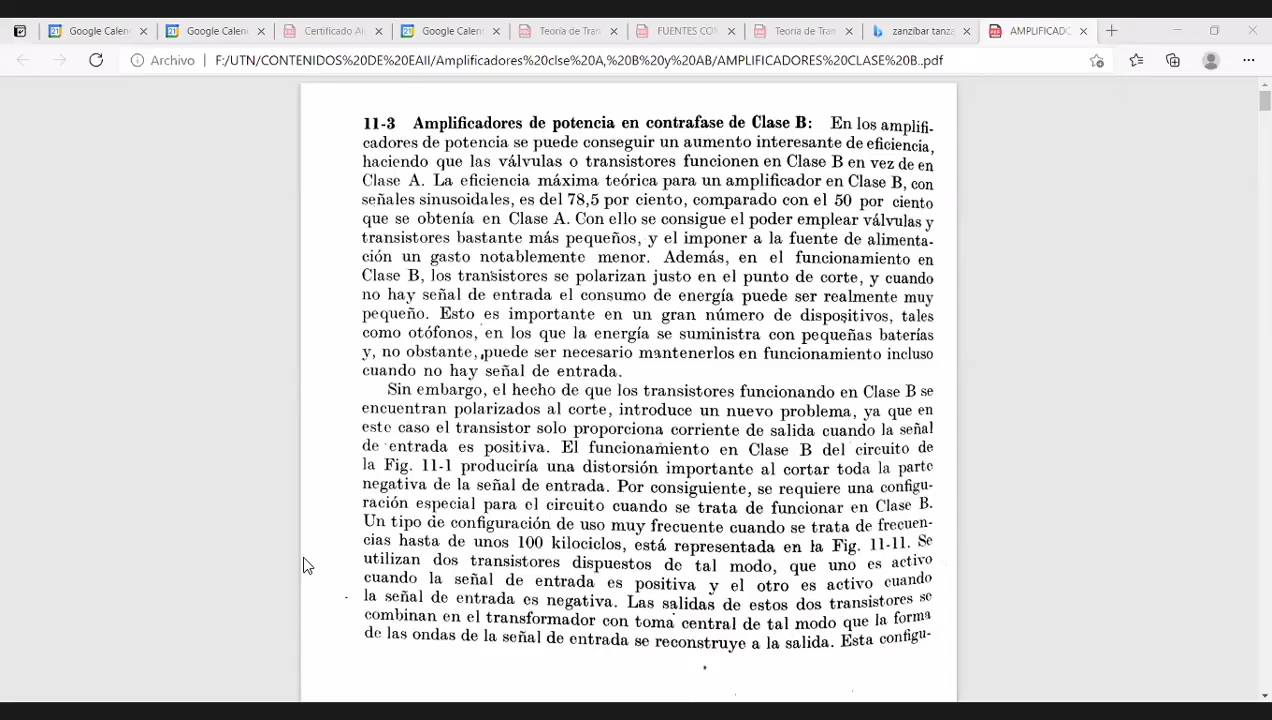 Google Calen
Google Calen
Certificado Al
Google Calen
Teoría de Tran
FUENTES CON
Teoría de Tran
zanzibar tanza
AMPLIFICADO
Archivo F:/UTN/CONTENIDOS%20DE%20EAII/Amplificadores%20clse%20A,%20B%20y%20AB/AMPLIFICADORES%20CLASE%20B..pdf
11-3 Amplificadores de potencia en contrafase de Clase B: En los amplifi-
cadores de potencia se puede conseguir un aumento interesante de eficiencia,
haciendo que las válvulas o transistores funcionen en Clase B en vez de en
Clase A. La eficiencia máxima teórica para un amplificador en Clase B, con
señales sinusoidales, es del 78,5 por ciento, comparado con el 50 por ciento
que se obtenía en Clase A. Con ello se consigue el poder emplear válvulas y
transistores bastante más pequeños, y el imponer a la fuente de alimenta-
ción un gasto notablemente menor. Además, en el funcionamiento en
Clase B, los transistores se polarizan justo en el punto de corte, y cuando
no hay señal de entrada el consumo de energía puede ser realmente muy
pequeño. Esto es importante en un gran número de dispositivos, tales
como otófonos, en los que la energía se suministra con pequeñas baterías
y, no obstante, puede ser necesario mantenerlos en funcionamiento incluso
cuando no hay señal de entrada.
Sin embargo, el hecho de que los transistores funcionando en Clase B se
encuentran polarizados al corte, introduce un nuevo problema, ya que en
este caso el transistor solo proporciona corriente de salida cuando la señal
de entrada es positiva. El funcionamiento en Clase B del circuito de
la Fig. 11-1 produciría una distorsión importante al cortar toda la parte
negativa de la señal de entrada. Por consiguiente, se requiere una configu-
ración especial para el circuito cuando se trata de funcionar en Clase B.
Un tipo de configuración de uso muy frecuente cuando se trata de frecuen-
cias hasta de unos 100 kilociclos, está representada en la Fig. 11-11. Se
utilizan dos transistores dispuestos de tal modo, que uno es activo
cuando la señal de entrada es positiva y el otro es activo cuando
la señal de entrada es negativa. Las salidas de estos dos transistores se
combinan en el transformador con toma central de tal modo que la forma
de las ondas de la señal de entrada se reconstruye a la salida. Esta configu-